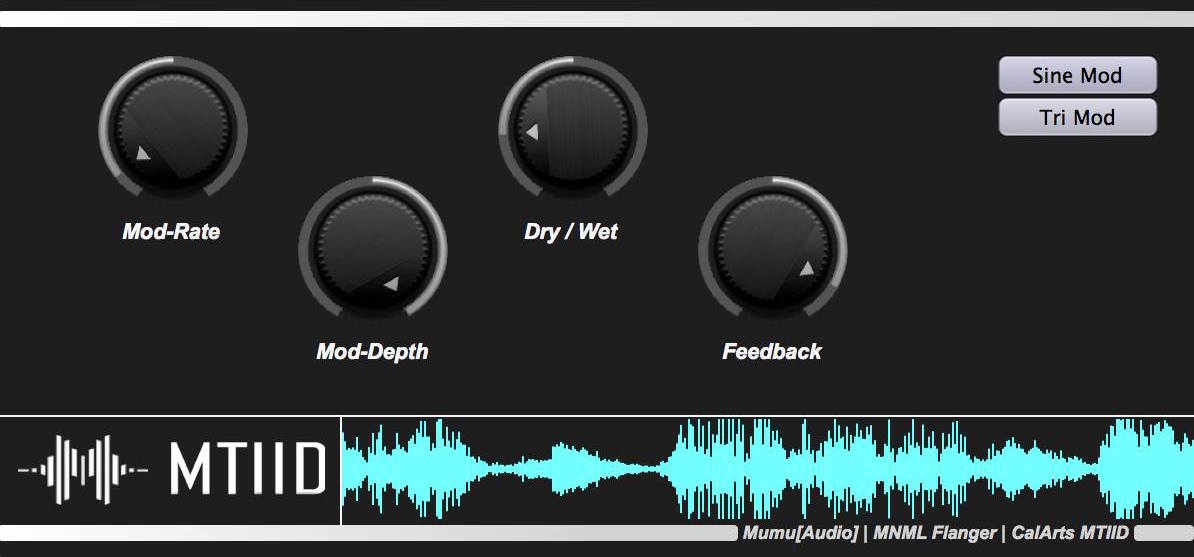 Sine Mod
Tri Mod
Mod-Rate
Dry / Wet
Mod-Depth
Feedback
MTIID
Mumu[Audio] | MNML Flanger | CalArts MTIID